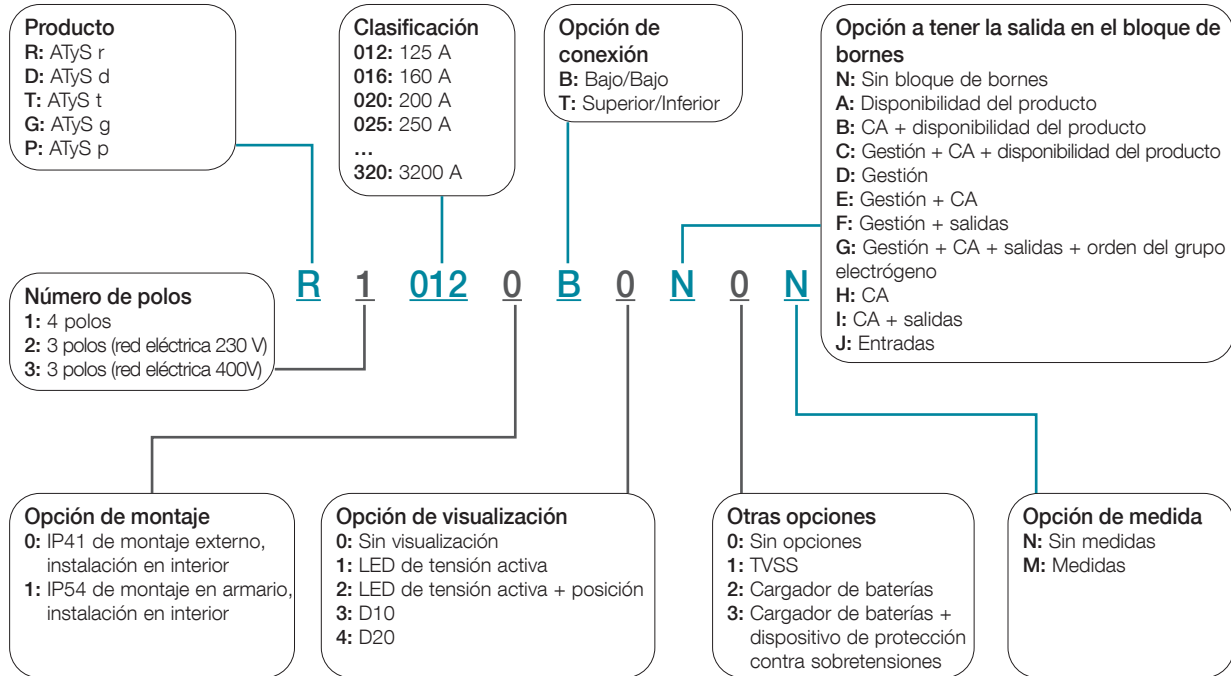 Producto
R: ATyS r
D: ATyS d
T: ATyS t
G: ATyS g
P: ATyS p
Clasificación
012: 125 A
016: 160 A
020: 200 A
025: 250 A
...
320: 3200 A
Opción de
conexión
B: Bajo/Bajo
T: Superior/Inferior
Opción a tener la salida en el bloque de
bornes
N: Sin bloque de bornes
A: Disponibilidad del producto
B: CA + disponibilidad del producto
C: Gestión + CA + disponibilidad del producto
D: Gestión
E: Gestión + CA
F: Gestión + salidas
G: Gestión + CA + salidas + orden del grupo
electrógeno
H: CA
I: CA + salidas
J: Entradas
R 1 012 0 B 0 N 0 N
Número de polos
1: 4 polos
2: 3 polos (red eléctrica 230 V)
3: 3 polos (red eléctrica 400V)
Opción de montaje
0: IP41 de montaje externo,
instalación en interior
1: IP54 de montaje en armario,
instalación en interior
Opción de visualización
0: Sin visualización
1: LED de tensión activa
2: LED de tensión activa + posición
3: D10
4: D20
Otras opciones
0: Sin opciones
1: TVSS
2: Cargador de baterías
3: Cargador de baterías +
dispositivo de protección
contra sobretensiones
Opción de medida
N: Sin medidas
M: Medidas